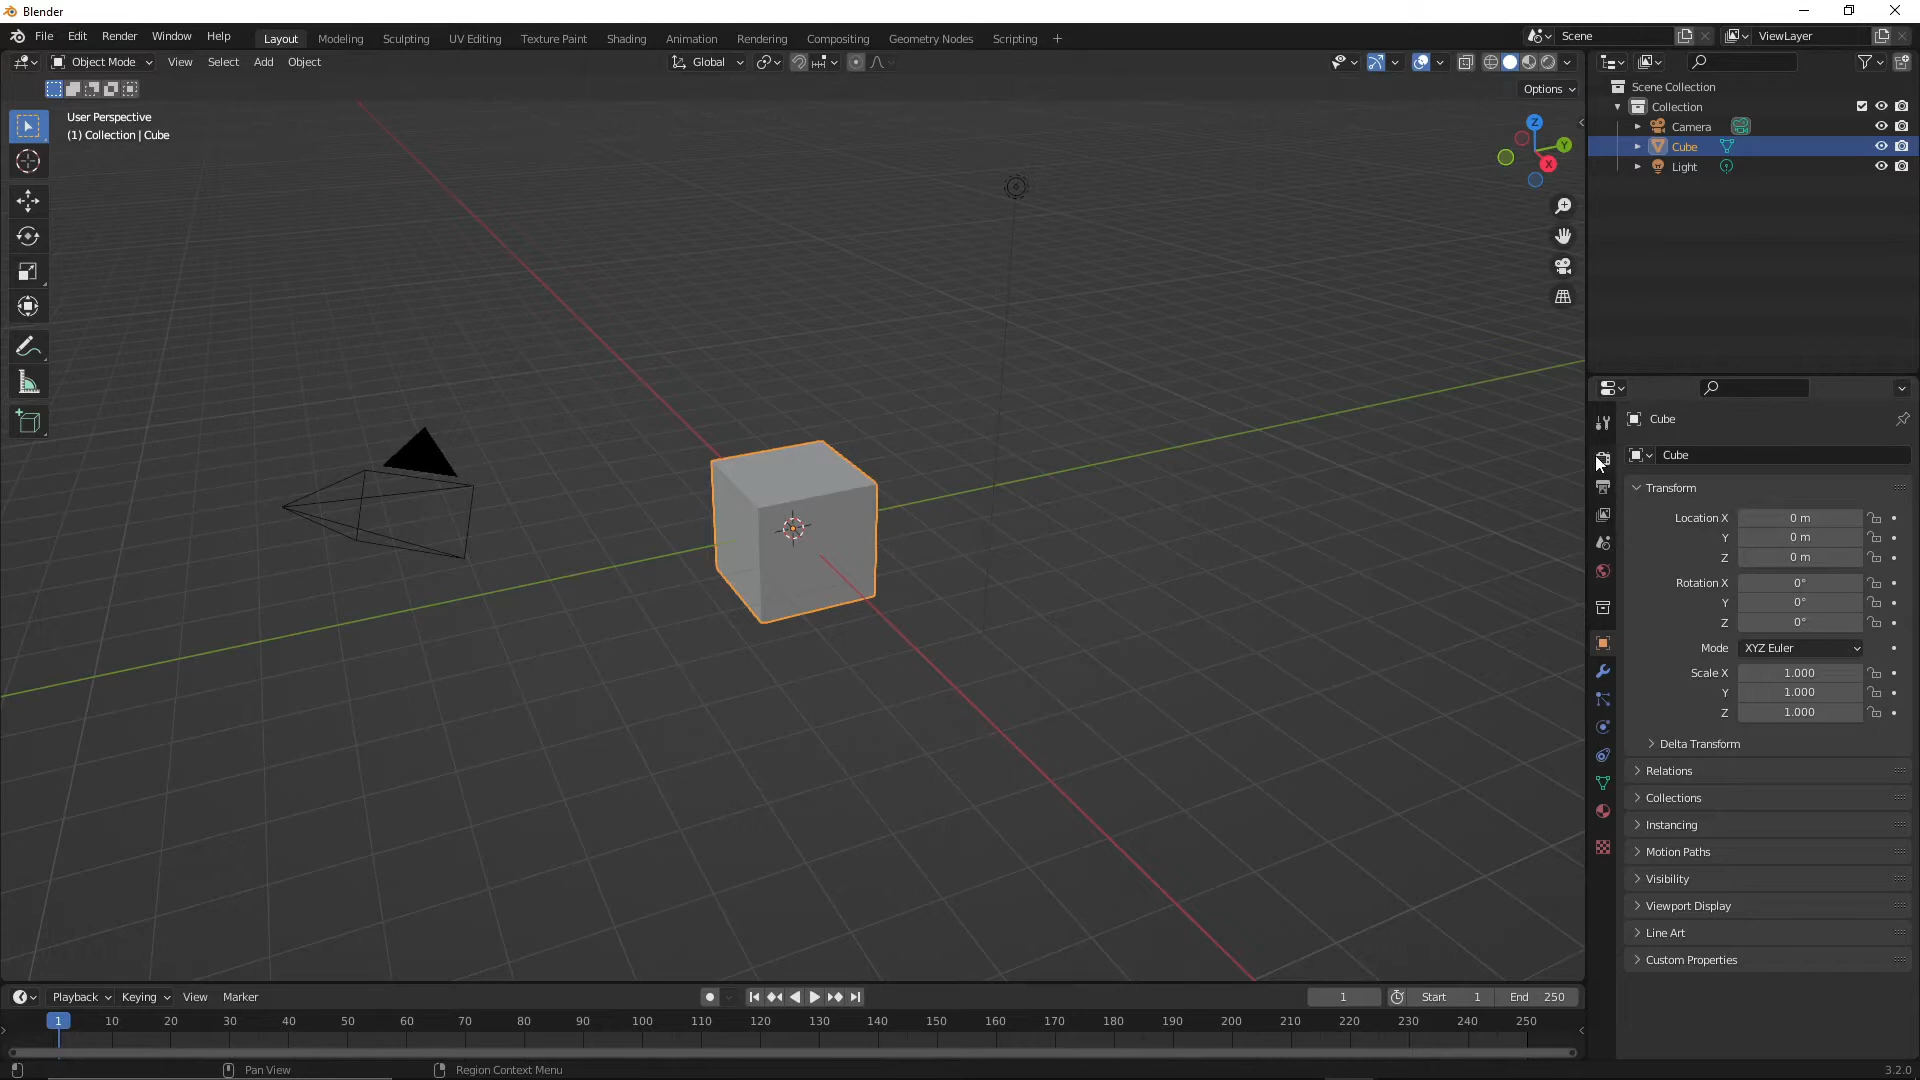 Blender
File Edit Render Window Help
Layout Modeling Sculpting UV Editing Texture Paint Shading Animation Rendering Compositing Geometry Nodes Scripting +
Scene
ViewLayer
Object Mode View Select Add Object
Global
Options
User Perspective
(1) Collection | Cube
Z
Y
X
Scene Collection
Collection
Camera
Cube
Light
Cube
Cube
Transform
Location X 0 m
Y 0 m
Z 0 m
Rotation X 0°
Y 0°
Z 0°
Mode XYZ Euler
Scale X 1.000
Y 1.000
Z 1.000
Delta Transform
Relations
Collections
Instancing
Motion Paths
Visibility
Viewport Display
Line Art
Custom Properties
Playback Keying View Marker
1 Start 1 End 250
1 10 20 30 40 50 60 70 80 90 100 110 120 130 140 150 160 170 180 190 200 210 220 230 240 250
Pan View Region Context Menu 3.2.0